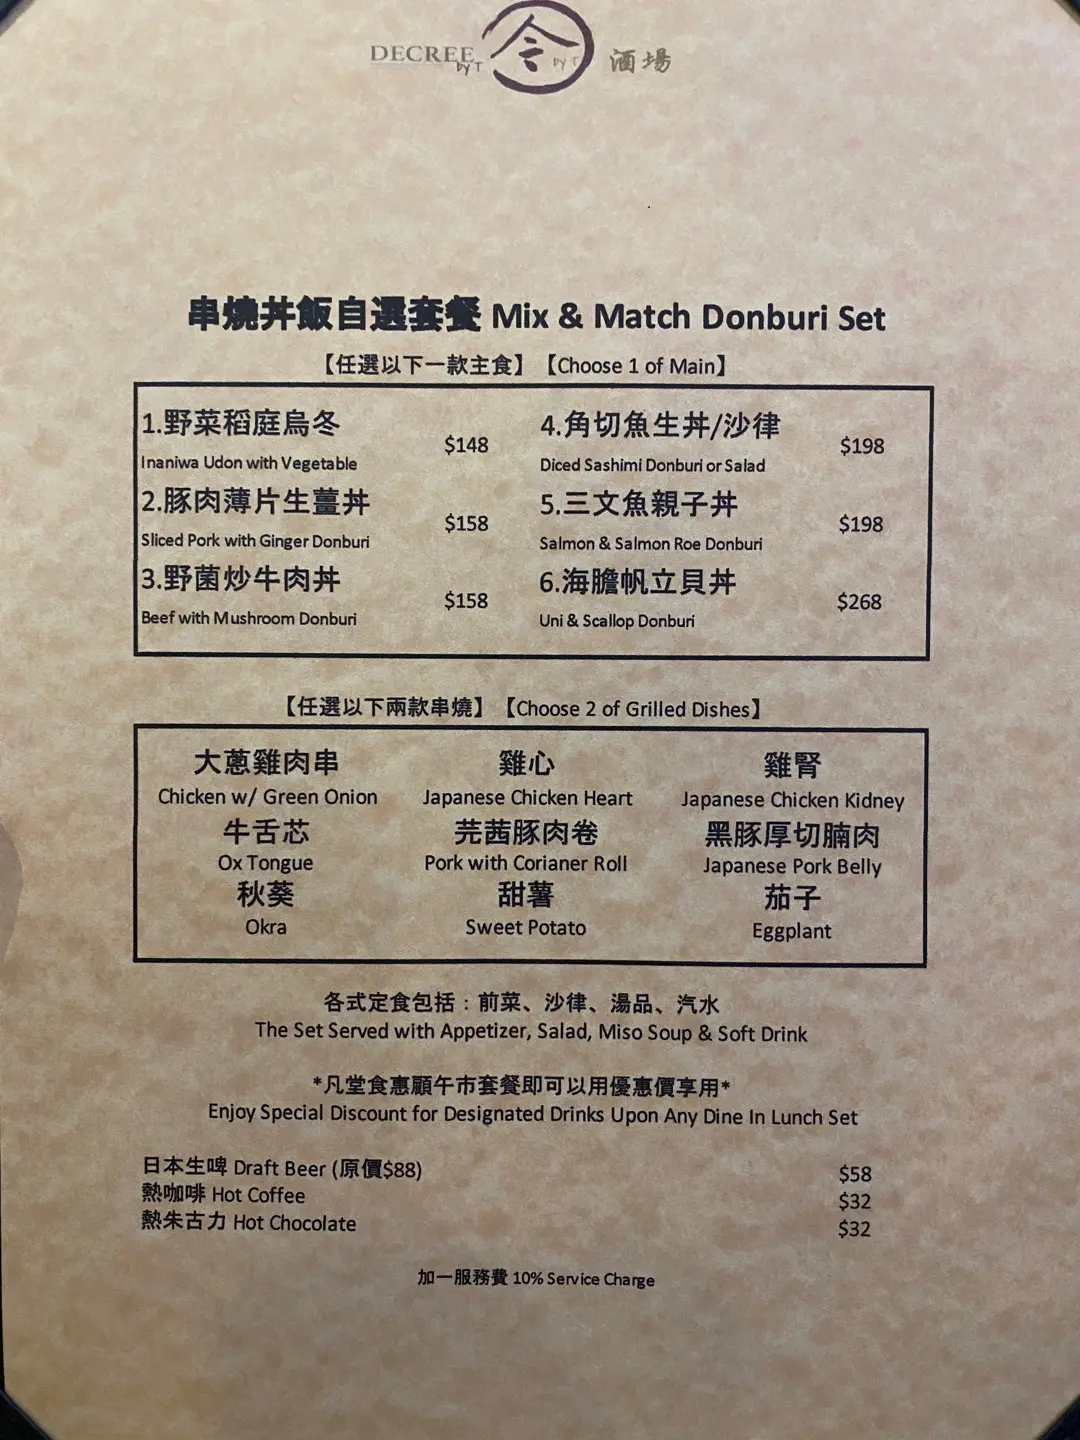 DECREE by T 令 by T 酒場
串燒丼飯自選套餐 Mix & Match Donburi Set
【任選以下一款主食】【Choose 1 of Main】
1.野菜稻庭烏冬 $148
Inaniwa Udon with Vegetable
2.豚肉薄片生薑丼 $158
Sliced Pork with Ginger Donburi
3.野菌炒牛肉丼 $158
Beef with Mushroom Donburi
4.角切魚生丼/沙律 $198
Diced Sashimi Donburi or Salad
5.三文魚親子丼 $198
Salmon & Salmon Roe Donburi
6.海膽帆立貝丼 $268
Uni & Scallop Donburi
【任選以下兩款串燒】【Choose 2 of Grilled Dishes】
大蔥雞肉串 雞心 雞腎
Chicken w/ Green Onion Japanese Chicken Heart Japanese Chicken Kidney
牛舌芯 芫茜豚肉卷 黑豚厚切腩肉
Ox Tongue Pork with Corianer Roll Japanese Pork Belly
秋葵 甜薯 茄子
Okra Sweet Potato Eggplant
各式定食包括：前菜、沙律、湯品、汽水
The Set Served with Appetizer, Salad, Miso Soup & Soft Drink
*凡堂食惠顧午市套餐即可以用優惠價享用*
Enjoy Special Discount for Designated Drinks Upon Any Dine In Lunch Set
日本生啤 Draft Beer (原價$88) $58
熱咖啡 Hot Coffee $32
熱朱古力 Hot Chocolate $32
加一服務費 10% Service Charge